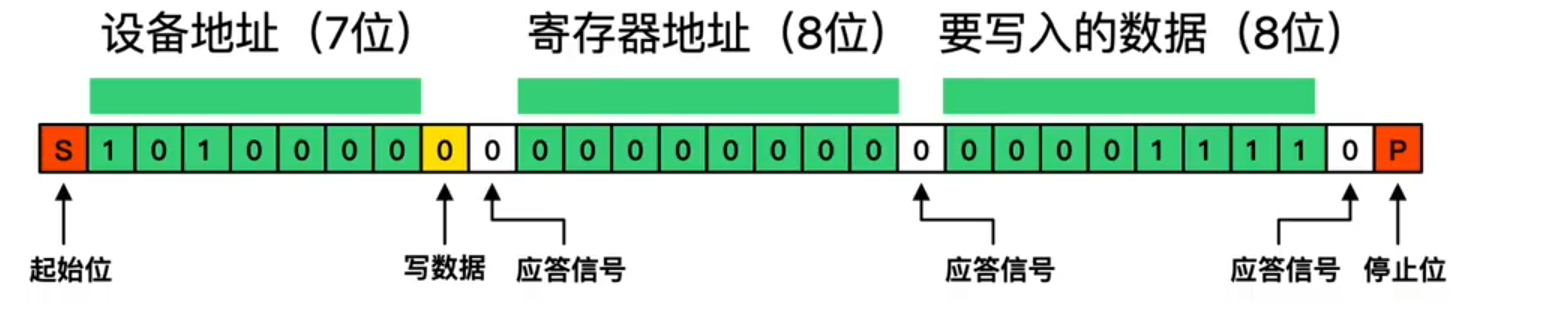 设备地址（7位） 寄存器地址（8位） 要写入的数据（8位）
S 1 0 1 0 0 0 0 0 0 0 0 0 0 0 0 0 0 0 0 0 0 0 1 1 1 1 0 P
起始位 写数据 应答信号 应答信号 应答信号 停止位